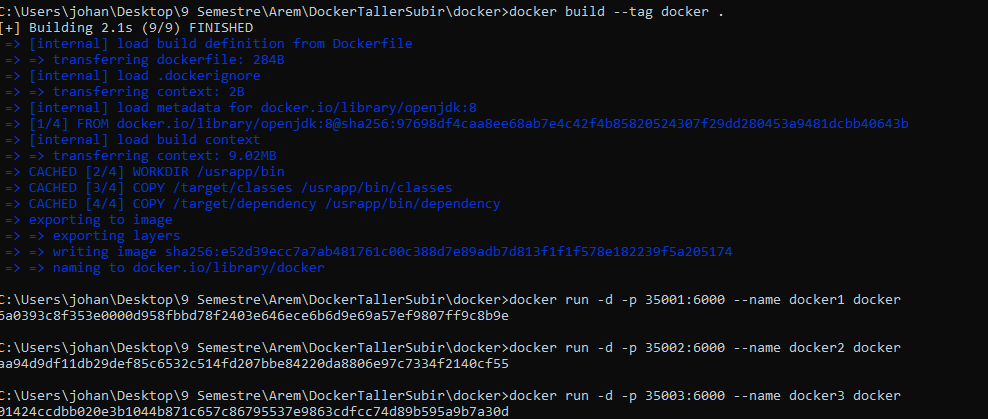 C:\Users\johan\Desktop\9 Semestre\Arem\DockerTallerSubir\docker>docker build --tag docker .
[+] Building 2.1s (9/9) FINISHED
=> [internal] load build definition from Dockerfile
=> => transferring dockerfile: 284B
=> [internal] load .dockerignore
=> => transferring context: 2B
=> [internal] load metadata for docker.io/library/openjdk:8
=> [1/4] FROM docker.io/library/openjdk:8@sha256:97698df4caa8ee68ab7e4c42f4b85820524307f29dd280453a9481dcbb40643b
=> [internal] load build context
=> => transferring context: 9.02MB
=> CACHED [2/4] WORKDIR /usrapp/bin
=> CACHED [3/4] COPY /target/classes /usrapp/bin/classes
=> CACHED [4/4] COPY /target/dependency /usrapp/bin/dependency
=> exporting to image
=> => exporting layers
=> => writing image sha256:e52d39ecc7a7ab481761c00c388d7e89adb7d813f1f1f578e182239f5a205174
=> => naming to docker.io/library/docker
C:\Users\johan\Desktop\9 Semestre\Arem\DockerTallerSubir\docker>docker run -d -p 35001:6000 --name docker1 docker
6a0393c8f353e0000d958fbbd78f2403e646ece6b6d9e69a57ef9807ff9c8b9e
C:\Users\johan\Desktop\9 Semestre\Arem\DockerTallerSubir\docker>docker run -d -p 35002:6000 --name docker2 docker
aa94d9df11db29def85c6532c514fd207bbe84220da8806e97c7334f2140cf55
C:\Users\johan\Desktop\9 Semestre\Arem\DockerTallerSubir\docker>docker run -d -p 35003:6000 --name docker3 docker
01424ccdbb020e3b1044b871c657c86795537e9863cdfcc74d89b595a9b7a30d